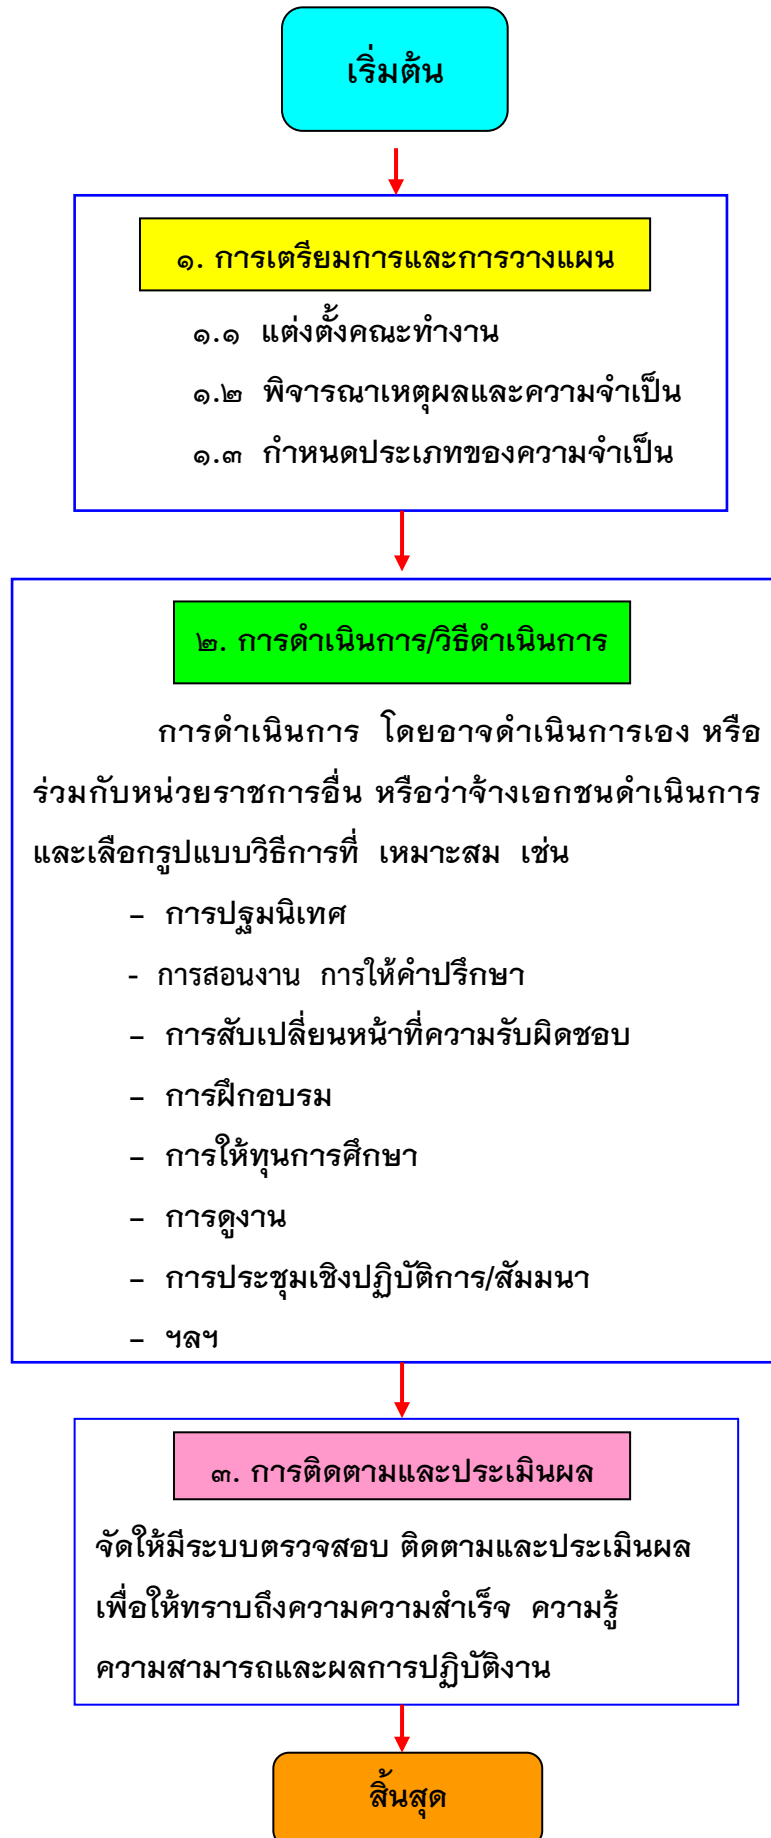 เริ่มต้น
๑. การเตรียมการและการวางแผน
๑.๑ แต่งตั้งคณะทำงาน
๑.๒ พิจารณาเหตุผลและความจำเป็น
๑.๓ กำหนดประเภทของความจำเป็น
๒. การดำเนินการ/วิธีดำเนินการ
การดำเนินการ โดยอาจดำเนินการเอง หรือ
ร่วมกับหน่วยราชการอื่น หรือว่าจ้างเอกชนดำเนินการ
และเลือกรูปแบบวิธีการที่ เหมาะสม เช่น
– การปฐมนิเทศ
- การสอนงาน การให้คำปรึกษา
– การสับเปลี่ยนหน้าที่ความรับผิดชอบ
– การฝึกอบรม
– การให้ทุนการศึกษา
– การดูงาน
– การประชุมเชิงปฏิบัติการ/สัมมนา
– ฯลฯ
๓. การติดตามและประเมินผล
จัดให้มีระบบตรวจสอบ ติดตามและประเมินผล
เพื่อให้ทราบถึงความความสำเร็จ ความรู้
ความสามารถและผลการปฏิบัติงาน
สิ้นสุด